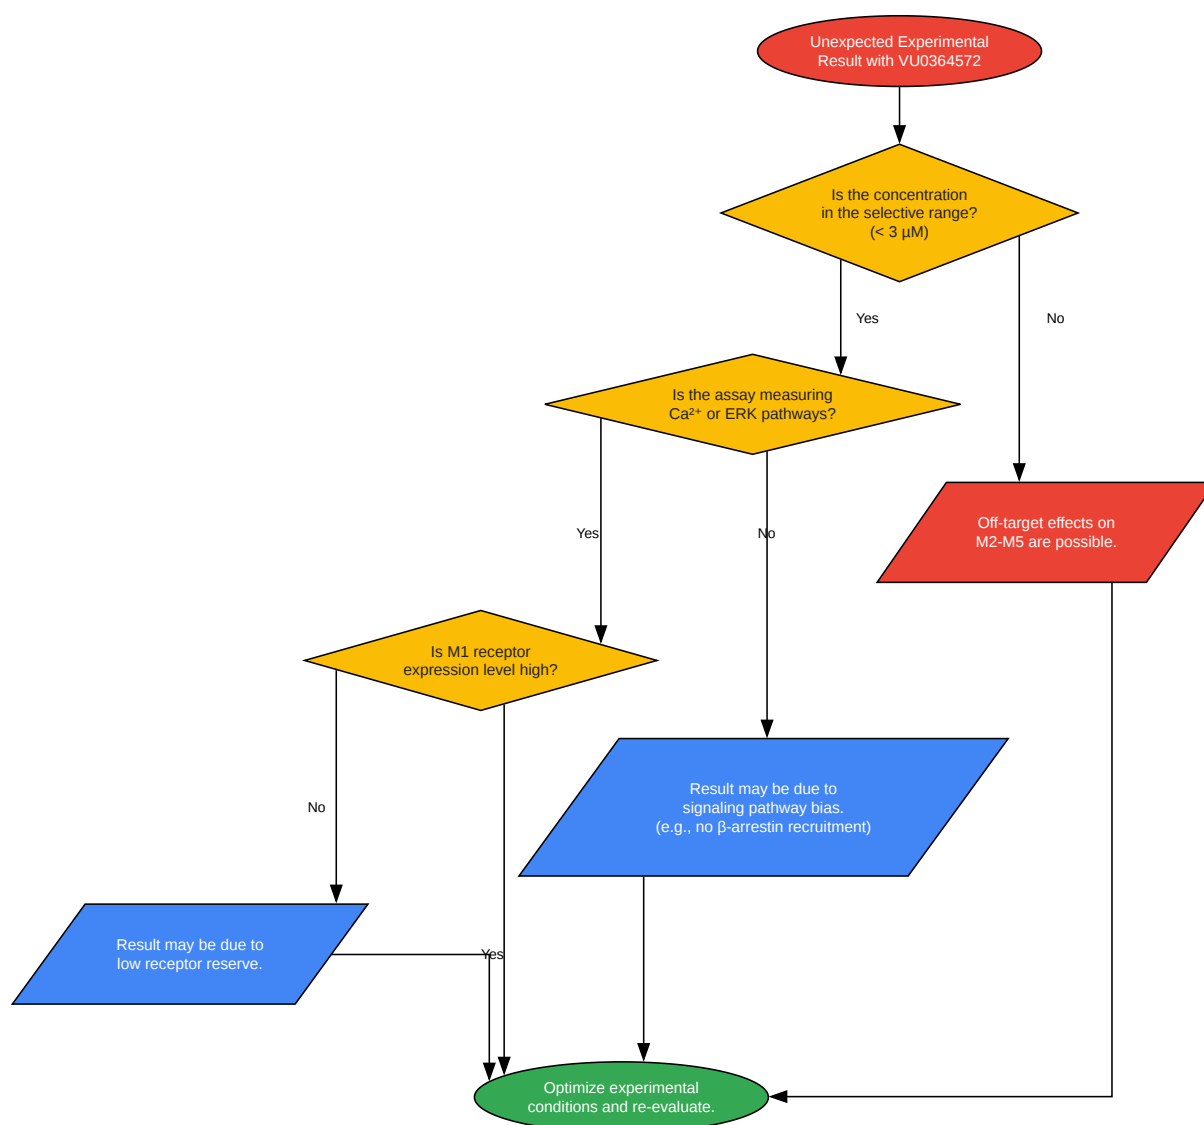 Unexpected Experimental
Result with VU0364572
Is the concentration
in the selective range?
(< 3 µM)
Yes
No
Is the assay measuring
Ca²⁺ or ERK pathways?
Yes
No
Off-target effects on
M2-M5 are possible.
Is M1 receptor
expression level high?
Result may be due to
signaling pathway bias.
(e.g., no β-arrestin recruitment)
No
Result may be due to
low receptor reserve.
Yes
Optimize experimental
conditions and re-evaluate.